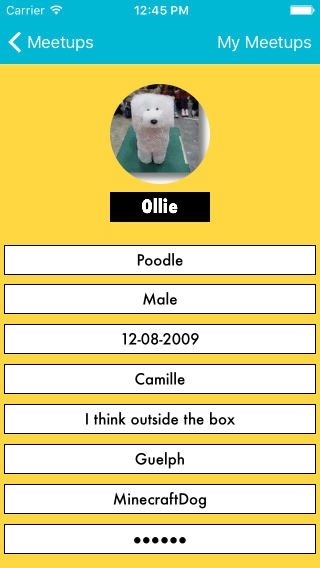 Carrier 12:45 PM
Meetups My Meetups
Ollie
Poodle
Male
12-08-2009
Camille
I think outside the box
Guelph
MinecraftDog
••••••